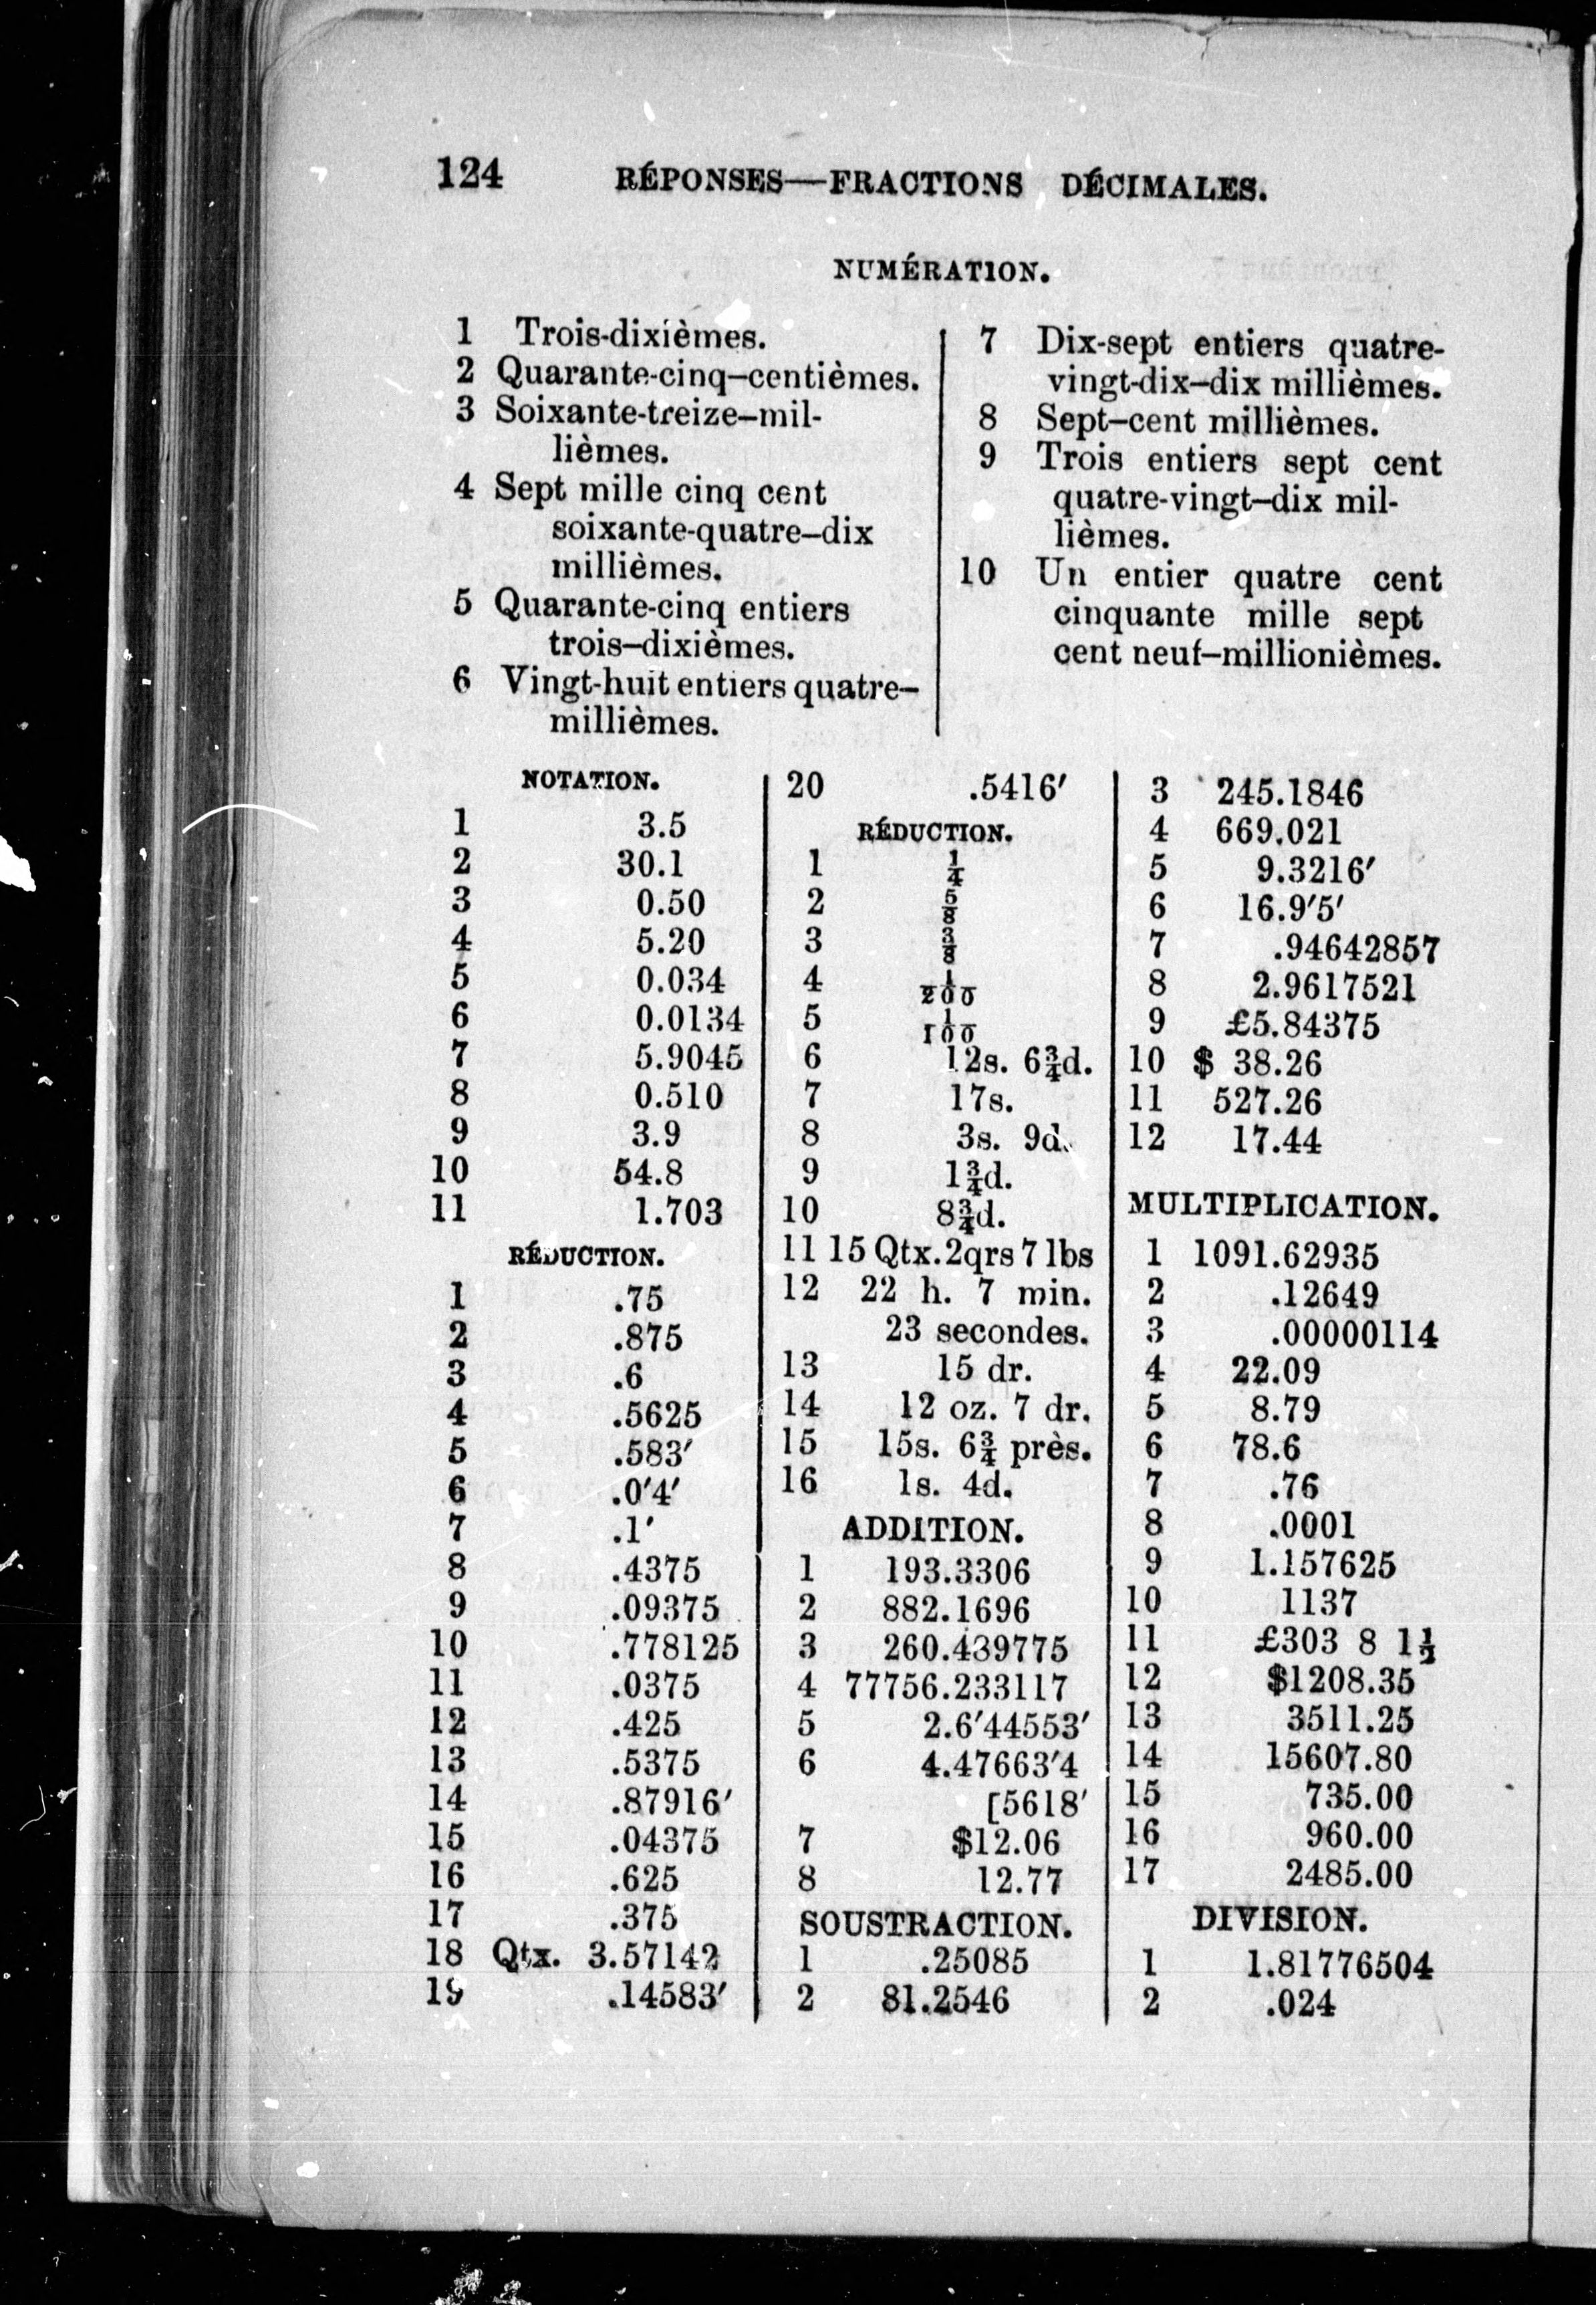 124 RÉPONSES—FRACTIONS DÉCIMALES.
NUMÉRATION.
1 Trois-dixièmes.
2 Quarante-cinq–centièmes.
3 Soixante-treize–mil-
lièmes.
4 Sept mille cinq cent
soixante-quatre–dix
millièmes.
5 Quarante-cinq entiers
trois–dixièmes.
6 Vingt-huit entiers quatre–
millièmes.
7 Dix-sept entiers quatre-
vingt-dix–dix millièmes.
8 Sept–cent millièmes.
9 Trois entiers sept cent
quatre-vingt–dix mil-
lièmes.
10 Un entier quatre cent
cinquante mille sept
cent neuf–millionièmes.
NOTATION.
1 3.5
2 30.1
3 0.50
4 5.20
5 0.034
6 0.0134
7 5.9045
8 0.510
9 3.9
10 54.8
11 1.703
RÉDUCTION.
1 .75
2 .875
3 .6
4 .5625
5 .583′
6 .0′4′
7 .1′
8 .4375
9 .09375
10 .778125
11 .0375
12 .425
13 .5375
14 .87916′
15 .04375
16 .625
17 .375
18 Qtx. 3.57142
19 .14583′
20 .5416′
RÉDUCTION.
1 1/4
2 5/8
3 3/8
4 1/200
5 1/100
6 12s. 6¾d.
7 17s.
8 3s. 9d.
9 1¾d.
10 8¾d.
11 15 Qtx. 2qrs 7 lbs
12 22 h. 7 min.
23 secondes.
13 15 dr.
14 12 oz. 7 dr.
15 15s. 6¾ près.
16 1s. 4d.
ADDITION.
1 193.3306
2 882.1696
3 260.439775
4 77756.233117
5 2.6′44553′
6 4.47663′4
[5618′
7 $12.06
8 12.77
SOUSTRACTION.
1 .25085
2 81.2546
3 245.1846
4 669.021
5 9.3216′
6 16.9′5′
7 .94642857
8 2.9617521
9 £5.84375
10 $ 38.26
11 527.26
12 17.44
MULTIPLICATION.
1 1091.62935
2 .12649
3 .00000114
4 22.09
5 8.79
6 78.6
7 .76
8 .0001
9 1.157625
10 1137
11 £303 8 1½
12 $1208.35
13 3511.25
14 15607.80
15 735.00
16 960.00
17 2485.00
DIVISION.
1 1.81776504
2 .024